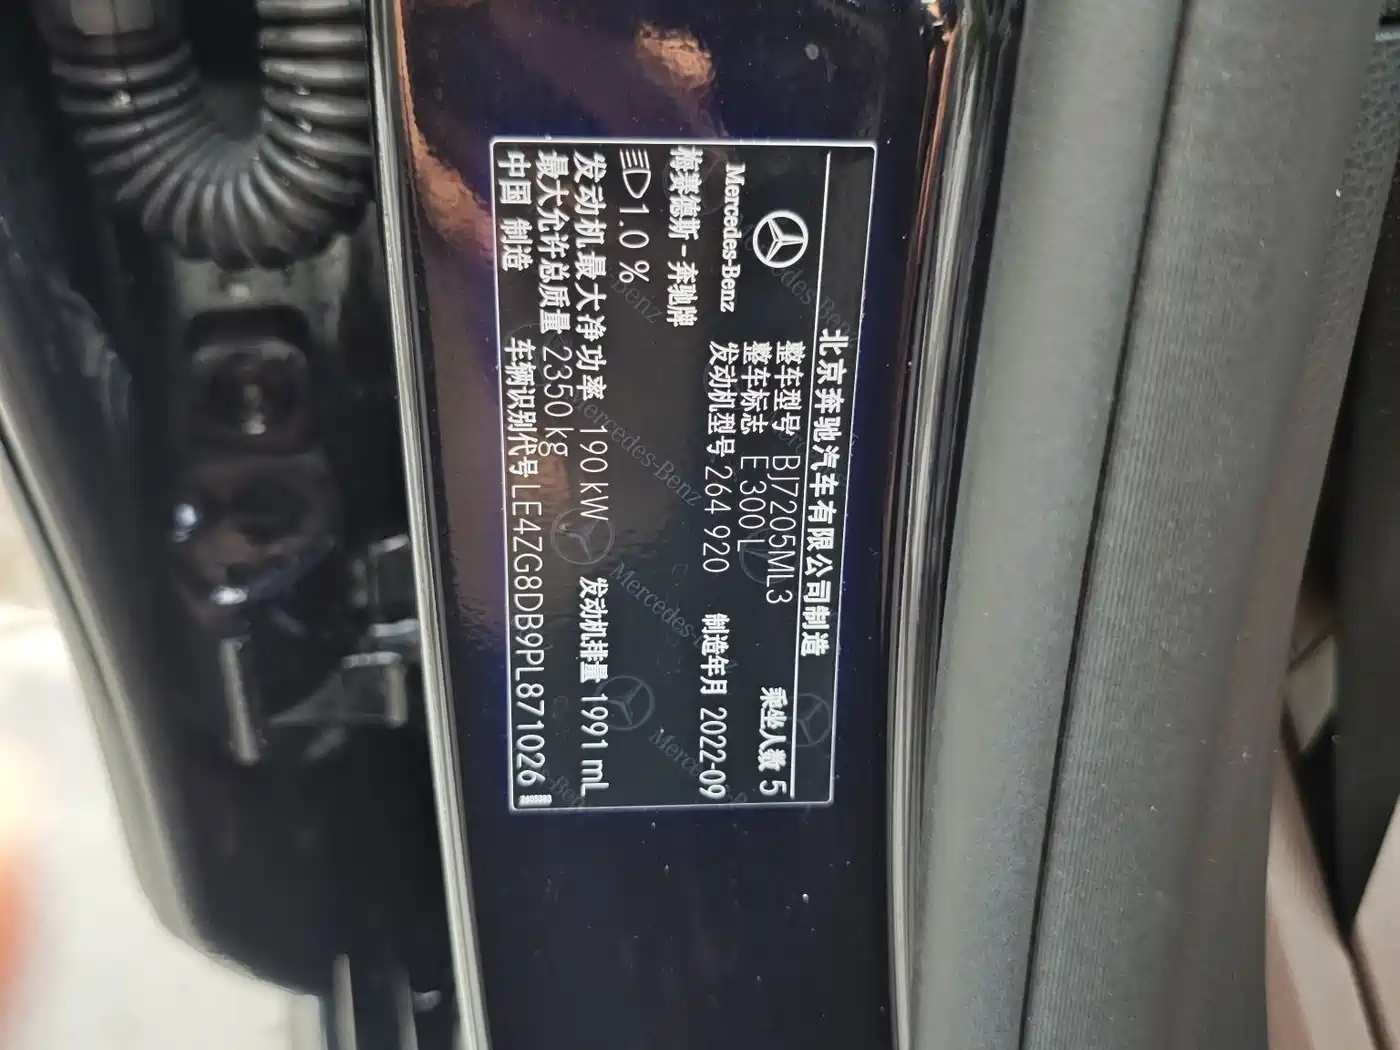 北京奔驰汽车有限公司制造
整车型号 BJ7205ML3
整车标志 E 300 L 乘坐人数 5
Mercedes-Benz 发动机型号 264 920 制造年月 2022-09
梅赛德斯-奔驰牌
1.0 %
发动机最大净功率 190 kW 发动机排量 1991 mL
最大允许总质量 2350 kg
中国 制造 车辆识别代号 LE4ZG8DB9PL871026